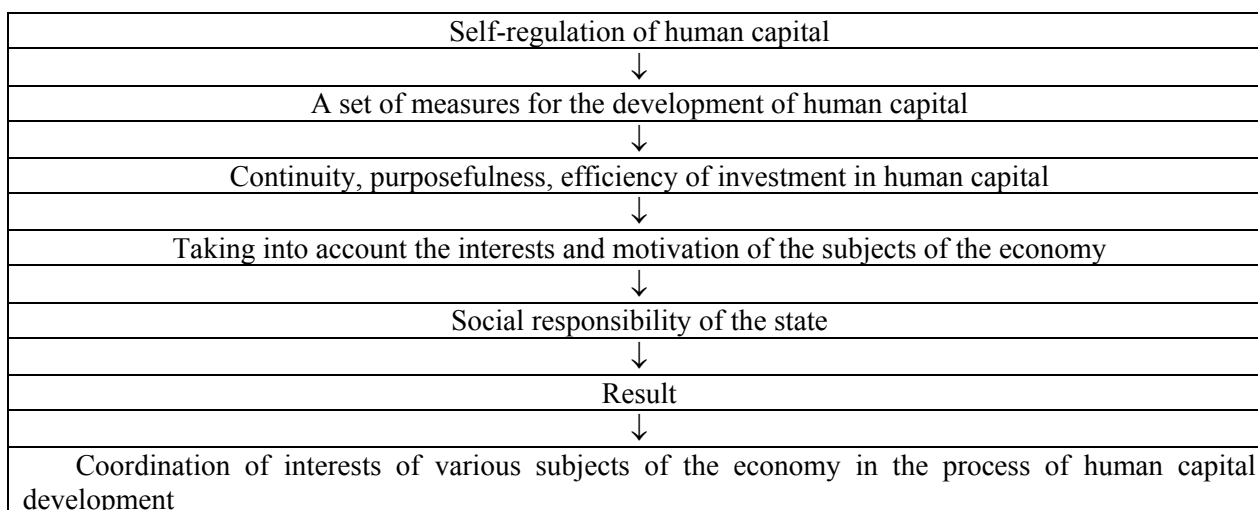 Self-regulation of human capital
↓
A set of measures for the development of human capital
↓
Continuity, purposefulness, efficiency of investment in human capital
↓
Taking into account the interests and motivation of the subjects of the economy
↓
Social responsibility of the state
↓
Result
↓
Coordination of interests of various subjects of the economy in the process of human capital
development